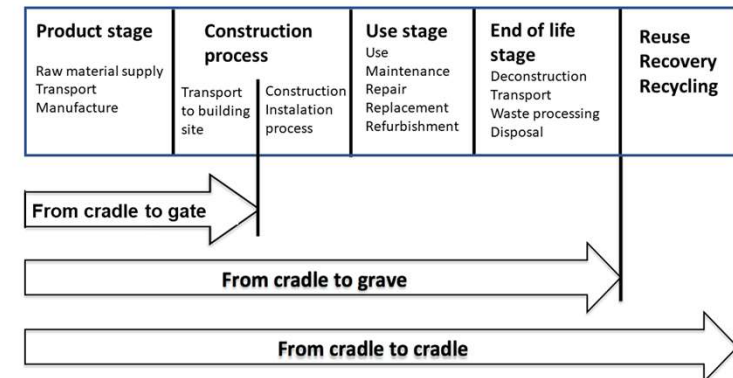 Product stage
Raw material supply
Transport
Manufacture
Construction
process
Transport
to building
site
Construction
Instalation
process
Use stage
Use
Maintenance
Repair
Replacement
Refurbishment
End of life
stage
Deconstruction
Transport
Waste processing
Disposal
Reuse
Recovery
Recycling
From cradle to gate
From cradle to grave
From cradle to cradle